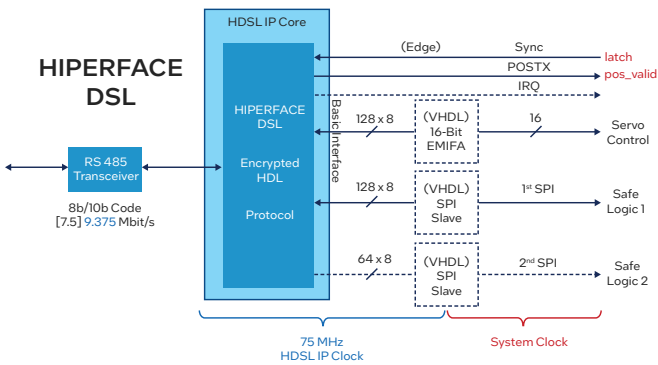 HDSL IP Core
HIPERFACE
DSL
(Edge) Sync
latch
POSTX
pos_valid
IRQ
HIPERFACE
DSL
Encrypted
HDL
Protocol
Basic Interface
128 x 8
(VHDL)
16-Bit
EMIFA
16
Servo
Control
RS 485
Transceiver
8b/10b Code
[7.5] 9.375 Mbit/s
128 x 8
(VHDL)
SPI
Slave
1st SPI
Safe
Logic 1
64 x 8
(VHDL)
SPI
Slave
2nd SPI
Safe
Logic 2
75 MHz
HDSL IP Clock
System Clock